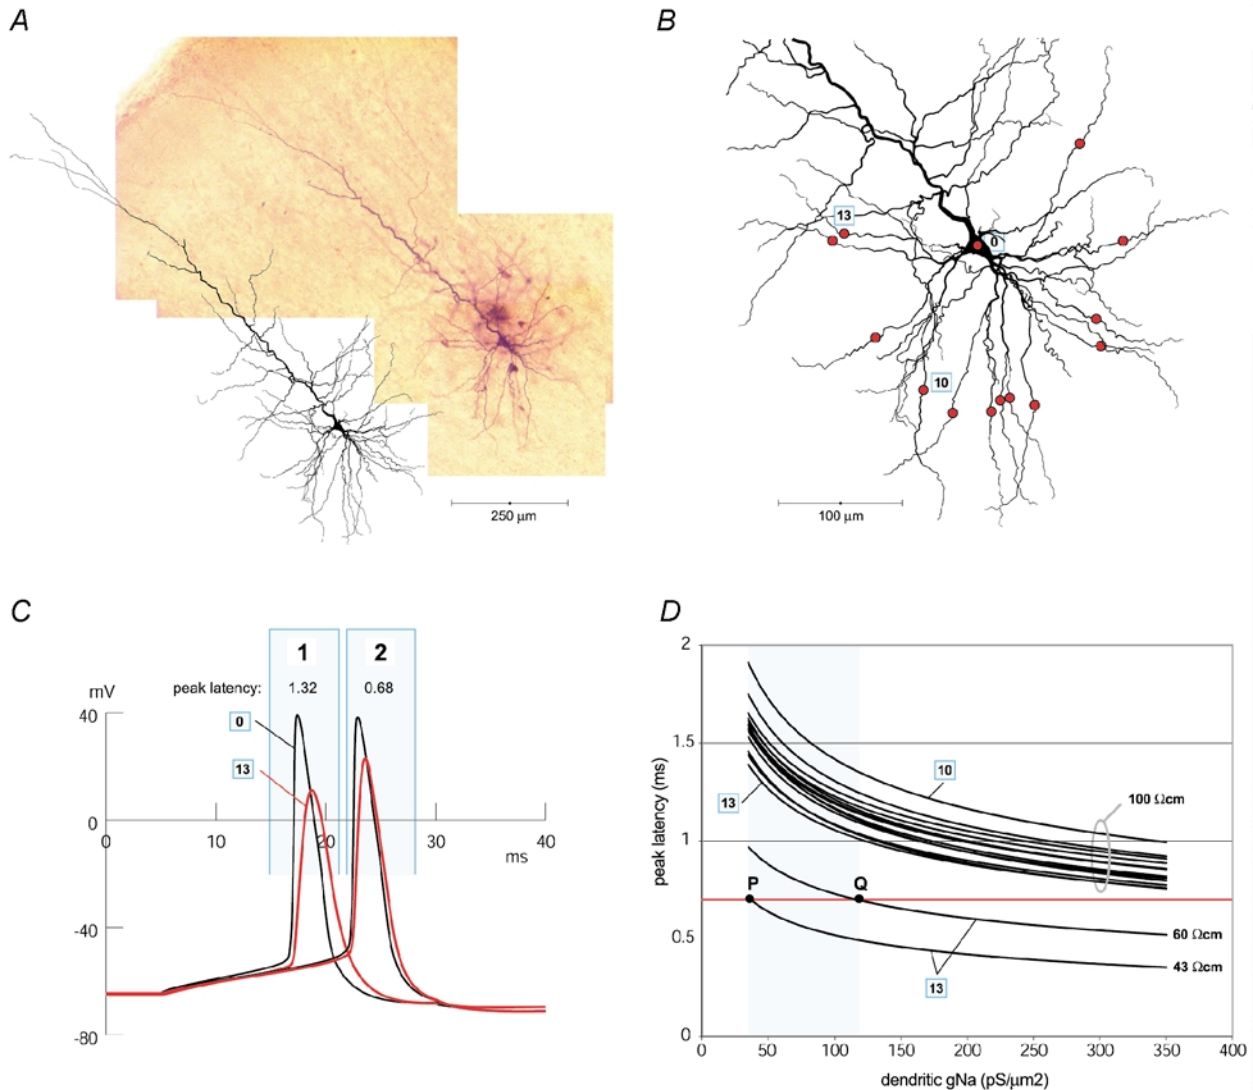 A
B
13
0
10
250 µm
100 µm
C
D
1
2
mV
peak latency:
1.32
0.68
40
0
13
0
0
10
20
30
40
ms
-40
-80
2
1.5
1
0.5
0
peak latency (ms)
10
13
100 Ωcm
P
Q
60 Ωcm
43 Ωcm
13
0
50
100
150
200
250
300
350
400
dendritic gNa (pS/µm2)